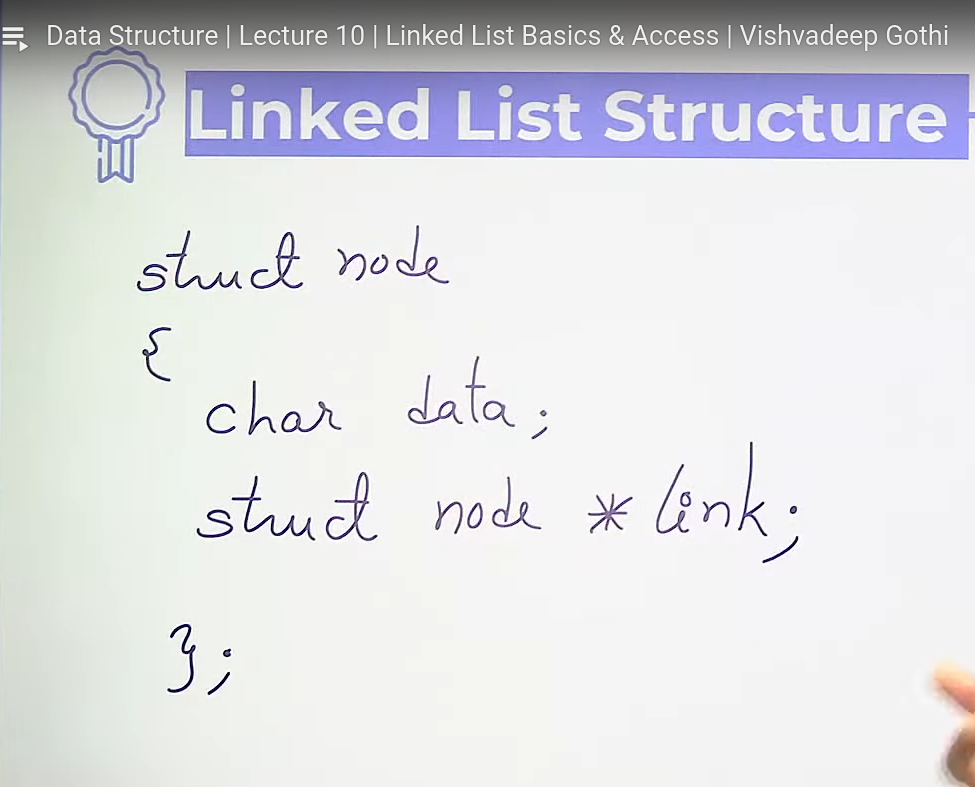 Data Structure | Lecture 10 | Linked List Basics & Access | Vishvadeep Gothi
Linked List Structure
struct node
{
char data;
struct node * link;
};